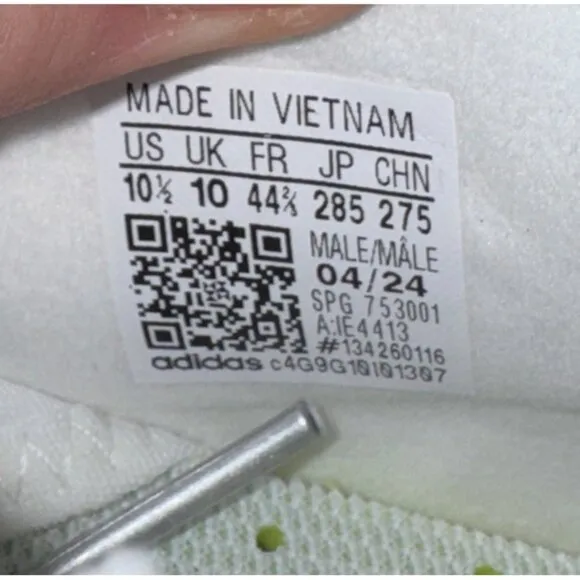 MADE IN VIETNAM
US UK FR JP CHN
10½ 10 44⅔ 285 275
MALE/MÂLE
04/24
SPG 753001
A:IE4413
#134260116
adidas c4G9G10101307